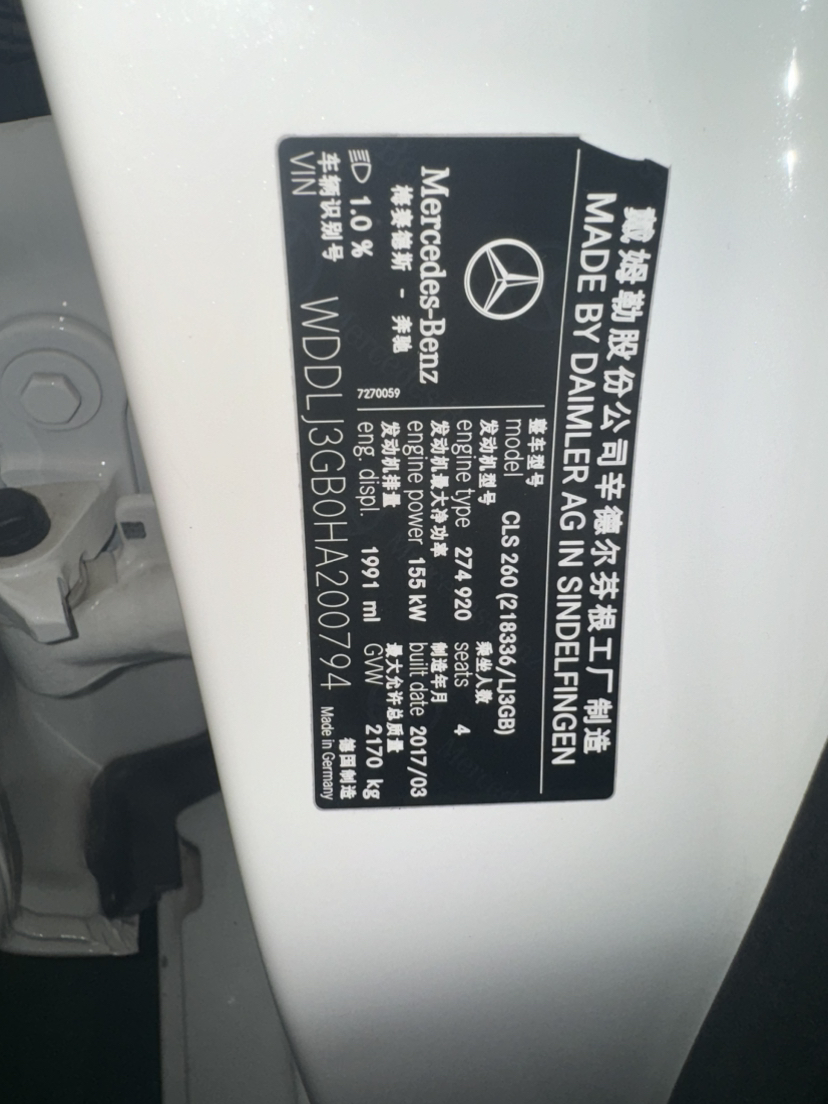 戴姆勒股份公司辛德尔芬根工厂制造
MADE BY DAIMLER AG IN SINDELFINGEN
Mercedes-Benz
梅赛德斯 - 奔驰
1.0 %
7270059
整车型号
model CLS 260 (218336/LJ3GB)
发动机型号 乘坐人数
engine type 274 920 seats 4
发动机最大净功率 制造年月
engine power 155 kW built date 2017/03
发动机排量 最大允许总质量
eng. displ. 1991 ml GVW 2170 kg
车辆识别号 德国制造
VIN WDDLJ3GB0HA200794 Made in Germany